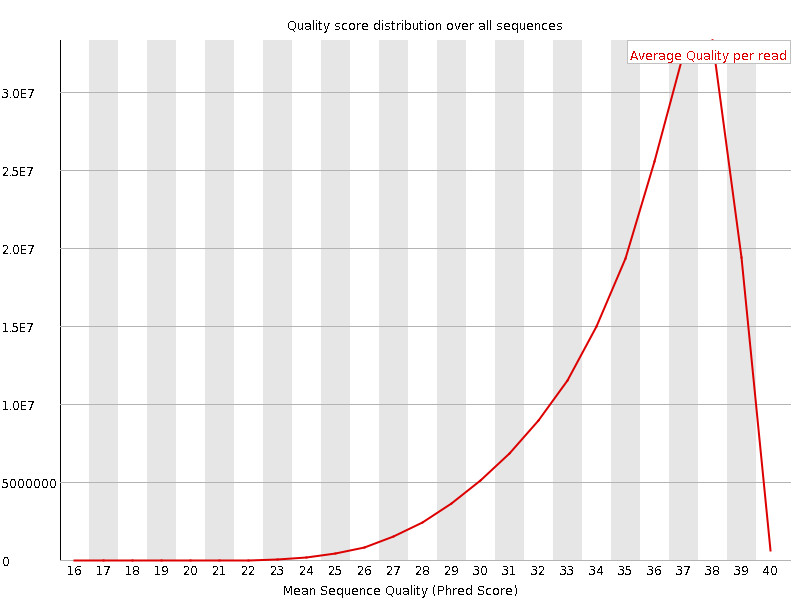 Quality score distribution over all sequences
Average Quality per read
3.0E7
2.5E7
2.0E7
1.5E7
1.0E7
5000000
0
16 17 18 19 20 21 22 23 24 25 26 27 28 29 30 31 32 33 34 35 36 37 38 39 40
Mean Sequence Quality (Phred Score)